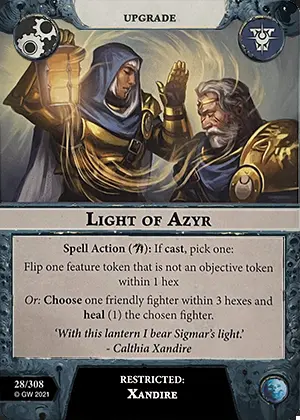 UPGRADE
LIGHT OF AZYR
Spell Action (): If cast, pick one:
Flip one feature token that is not an objective token
within 1 hex
Or: Choose one friendly fighter within 3 hexes and
heal (1) the chosen fighter.
'With this lantern I bear Sigmar's light.'
- Calthia Xandire
28/308
© GW 2021
RESTRICTED:
XANDIRE